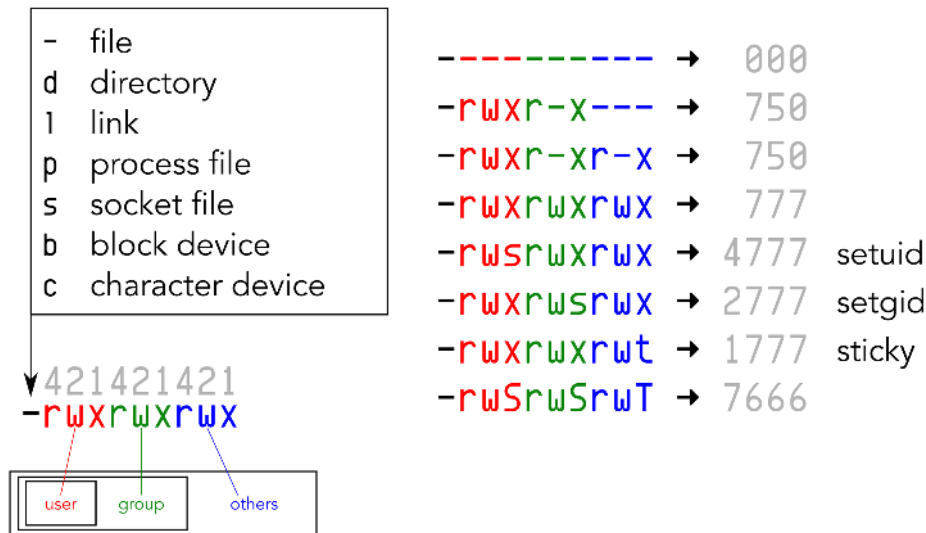 - file
d directory
l link
p process file
s socket file
b block device
c character device
421421421
-rwxrwxrwx
user group others
---------- → 000
-rwxr-x--- → 750
-rwxr-xr-x → 750
-rwxrwxrwx → 777
-rwsrwxrwx → 4777 setuid
-rwxrwsrwx → 2777 setgid
-rwxrwxrwt → 1777 sticky
-rwSrwSrwT → 7666